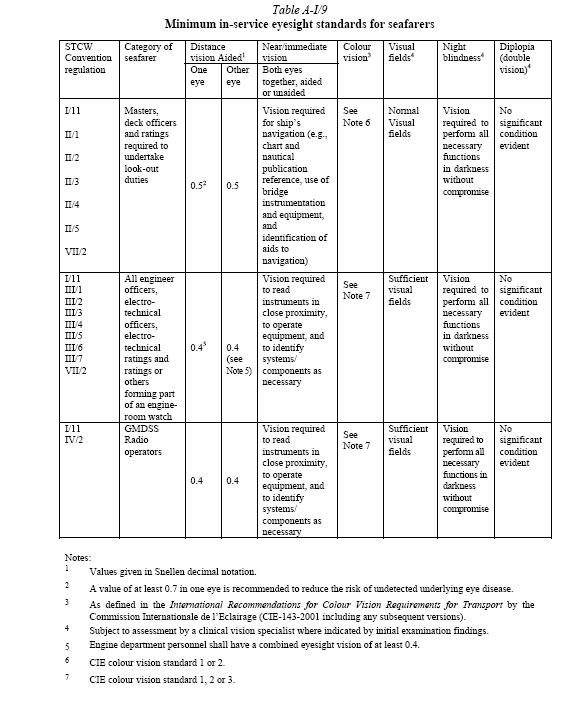 Table A-I/9
Minimum in-service eyesight standards for seafarers
STCW
Convention
regulation
Category of
seafarer
Distance
vision Aided¹
One
eye
Other
eye
Near/immediate
vision
Both eyes
together, aided
or unaided
Colour
vision³
Visual
fields⁴
Night
blindness⁴
Diplopia
(double
vision)⁴
I/11
II/1
II/2
II/3
II/4
II/5
VII/2
Masters,
deck officers
and ratings
required to
undertake
look-out
duties
0.5²
0.5
Vision required
for ship's
navigation (e.g.,
chart and
nautical
publication
reference, use of
bridge
instrumentation
and equipment,
and
identification of
aids to
navigation)
See
Note 6
Normal
Visual
fields
Vision
required to
perform all
necessary
functions
in darkness
without
compromise
No
significant
condition
evident
I/11
III/1
III/2
III/3
III/4
III/5
III/6
III/7
VII/2
All engineer
officers,
electro-
technical
officers,
electro-
technical
ratings and
ratings or
others
forming part
of an engine-
room watch
0.4⁵
0.4
(see
Note 5)
Vision required
to read
instruments in
close proximity,
to operate
equipment, and
to identify
systems/
components as
necessary
See
Note 7
Sufficient
visual
fields
Vision
required to
perform all
necessary
functions
in darkness
without
compromise
No
significant
condition
evident
I/11
IV/2
GMDSS
Radio
operators
0.4
0.4
Vision required
to read
instruments in
close proximity,
to operate
equipment, and
to identify
systems/
components as
necessary
See
Note 7
Sufficient
visual
fields
Vision
required to
perform all
necessary
functions in
darkness
without
compromise
No
significant
condition
evident
Notes:
1 Values given in Snellen decimal notation.
2 A value of at least 0.7 in one eye is recommended to reduce the risk of undetected underlying eye disease.
3 As defined in the International Recommendations for Colour Vision Requirements for Transport by the
Commission Internationale de l'Eclairage (CIE-143-2001 including any subsequent versions).
4 Subject to assessment by a clinical vision specialist where indicated by initial examination findings.
5 Engine department personnel shall have a combined eyesight vision of at least 0.4.
6 CIE colour vision standard 1 or 2.
7 CIE colour vision standard 1, 2 or 3.